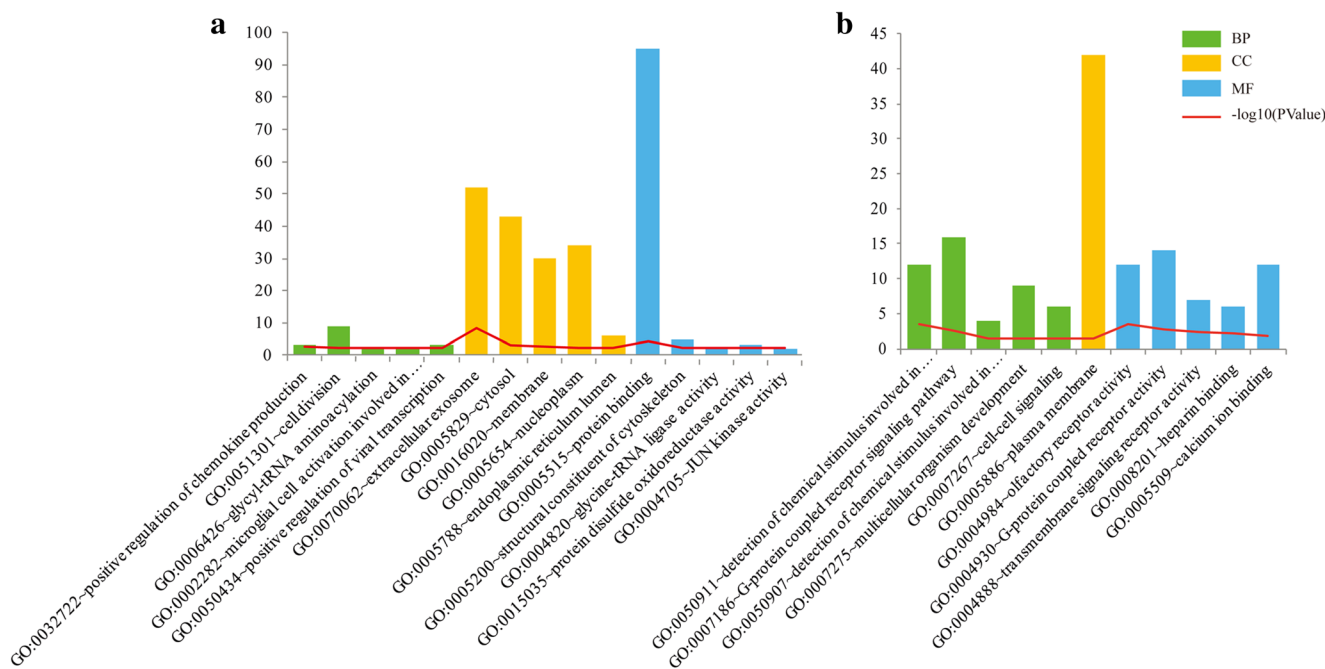 a
100
90
80
70
60
50
40
30
20
10
0
GO:0032722~positive regulation of chemokine production
GO:0051301~cell division
GO:0006426~glycyl-tRNA aminoacylation
GO:0002282~microglial cell activation involved in …
GO:0050434~positive regulation of viral transcription
GO:0070062~extracellular exosome
GO:0005829~cytosol
GO:0016020~membrane
GO:0005654~nucleoplasm
GO:0005788~endoplasmic reticulum lumen
GO:0005515~protein binding
GO:0005200~structural constituent of cytoskeleton
GO:0004820~glycine-tRNA ligase activity
GO:0015035~protein disulfide oxidoreductase activity
GO:0004705~JUN kinase activity
b
45
40
35
30
25
20
15
10
5
0
BP
CC
MF
-log10(PValue)
GO:0050911~detection of chemical stimulus involved in…
GO:0007186~G-protein coupled receptor signaling pathway
GO:0050907~detection of chemical stimulus involved in…
GO:0007275~multicellular organism development
GO:0007267~cell-cell signaling
GO:0005886~plasma membrane
GO:0004984~olfactory receptor activity
GO:0004930~G-protein coupled receptor activity
GO:0004888~transmembrane signaling receptor activity
GO:0008201~heparin binding
GO:0005509~calcium ion binding